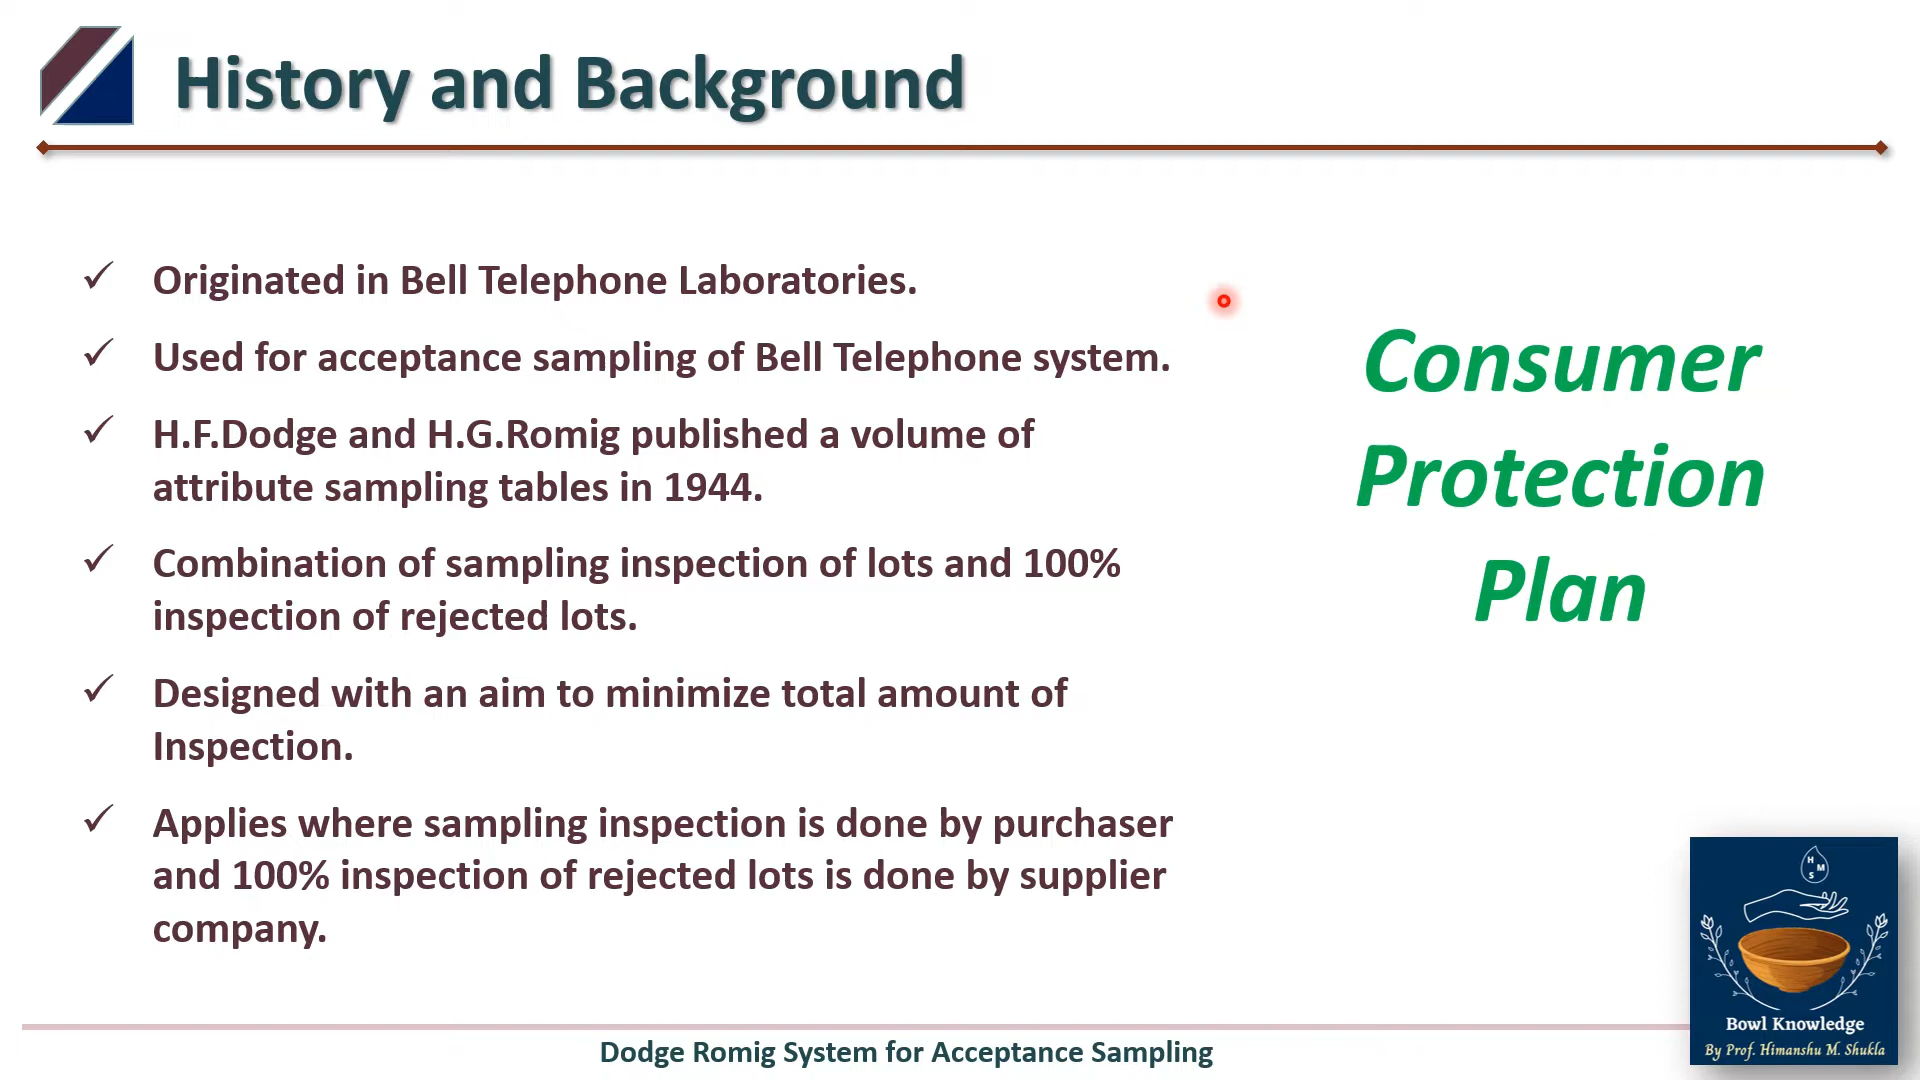 History and Background
Originated in Bell Telephone Laboratories.
Used for acceptance sampling of Bell Telephone system.
H.F.Dodge and H.G.Romig published a volume of
attribute sampling tables in 1944.
Combination of sampling inspection of lots and 100%
inspection of rejected lots.
Designed with an aim to minimize total amount of
Inspection.
Applies where sampling inspection is done by purchaser
and 100% inspection of rejected lots is done by supplier
company.
Consumer
Protection
Plan
H
M
S
Bowl Knowledge
By Prof. Himanshu M. Shukla
Dodge Romig System for Acceptance Sampling